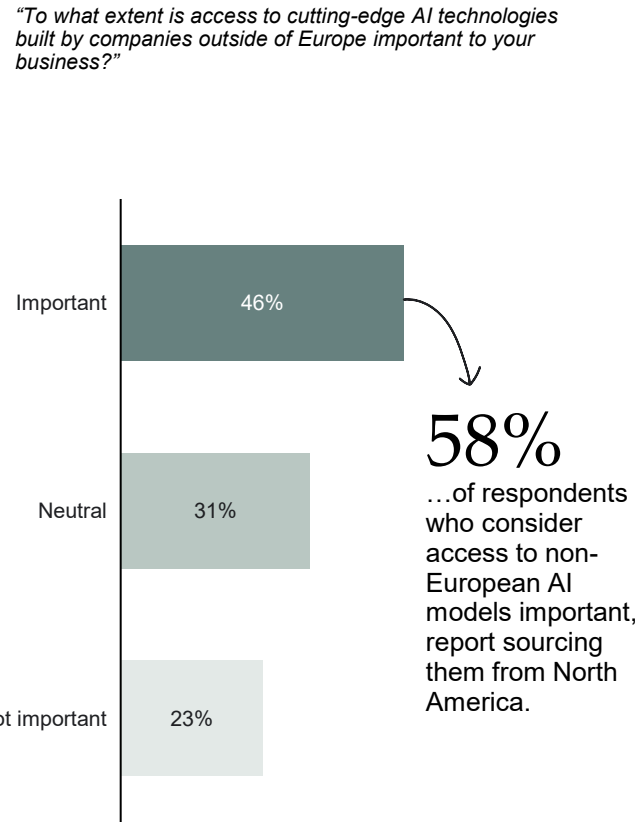 “To what extent is access to cutting-edge AI technologies
built by companies outside of Europe important to your
business?”
Important
46%
58%
…of respondents
who consider
access to non-
European AI
models important,
report sourcing
them from North
America.
Neutral
31%
important
23%